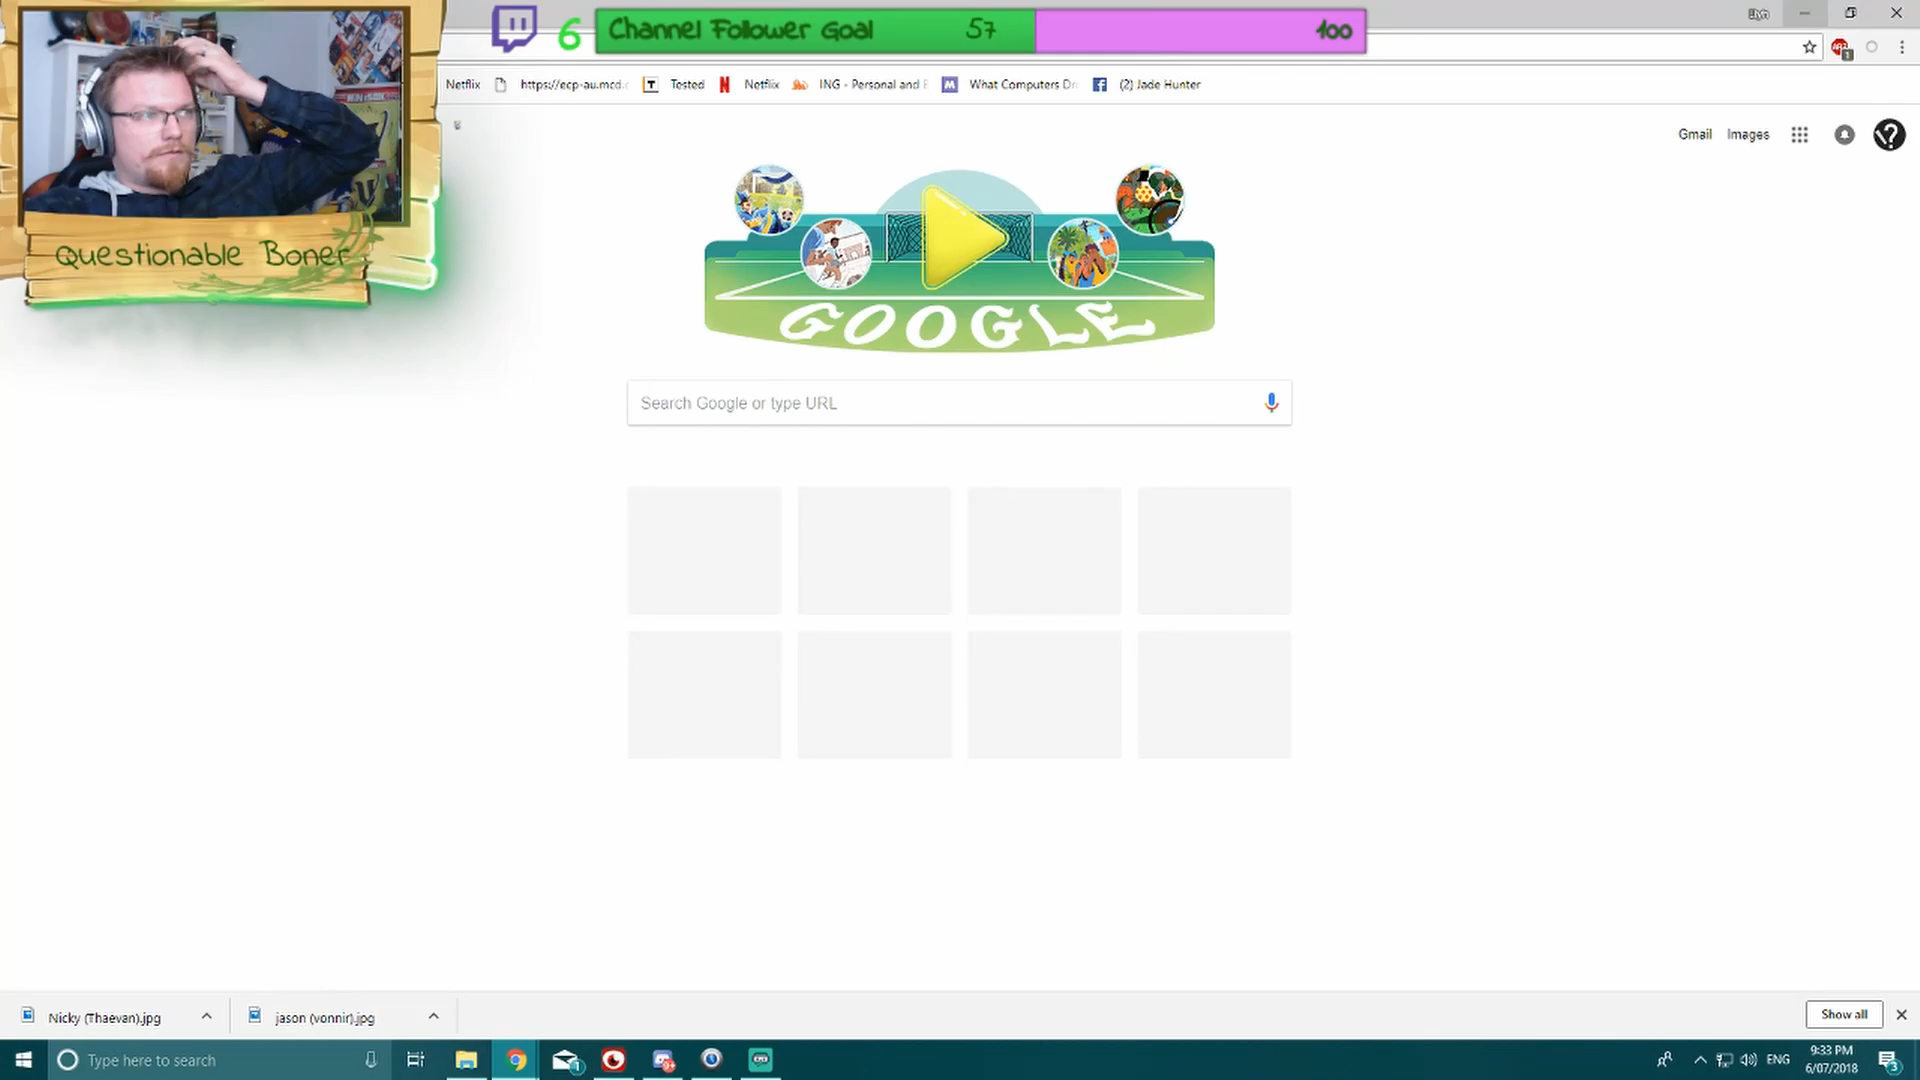 6 Channel Follower Goal 57 100
Netflix https://ecp-au.mcd. Tested Netflix ING - Personal and What Computers Do (2) Jade Hunter
Gmail Images
Questionable Boner
GOOGLE
Search Google or type URL
Nicky (Thaevan).jpg jason (vonnir).jpg Show all
Type here to search ENG 9:33 PM
6/07/2018 3